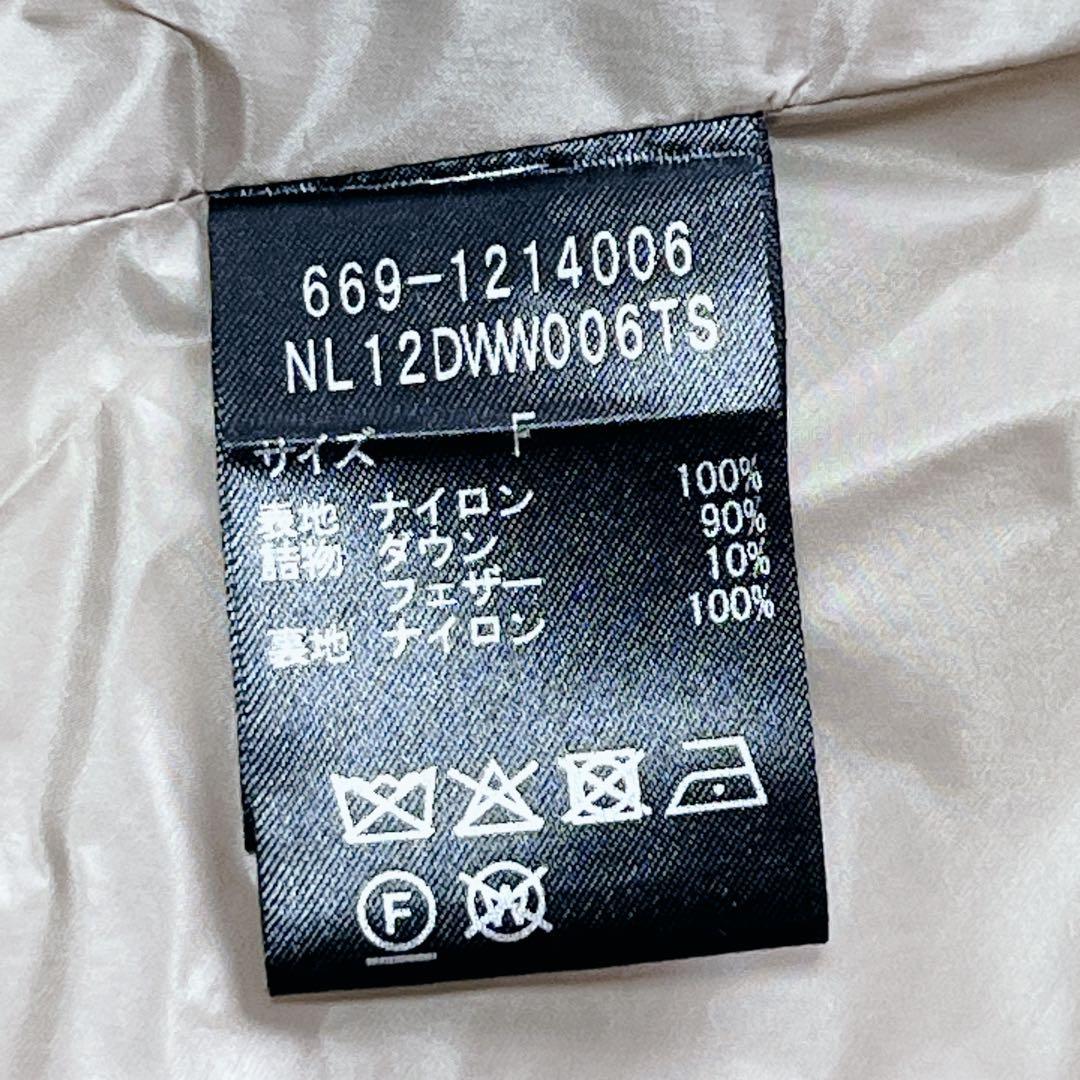 669-1214006
NL12DWW006TS
サイズ F
表地 ナイロン 100%
詰物 ダウン 90%
フェザー 10%
裏地 ナイロン 100%
F
W